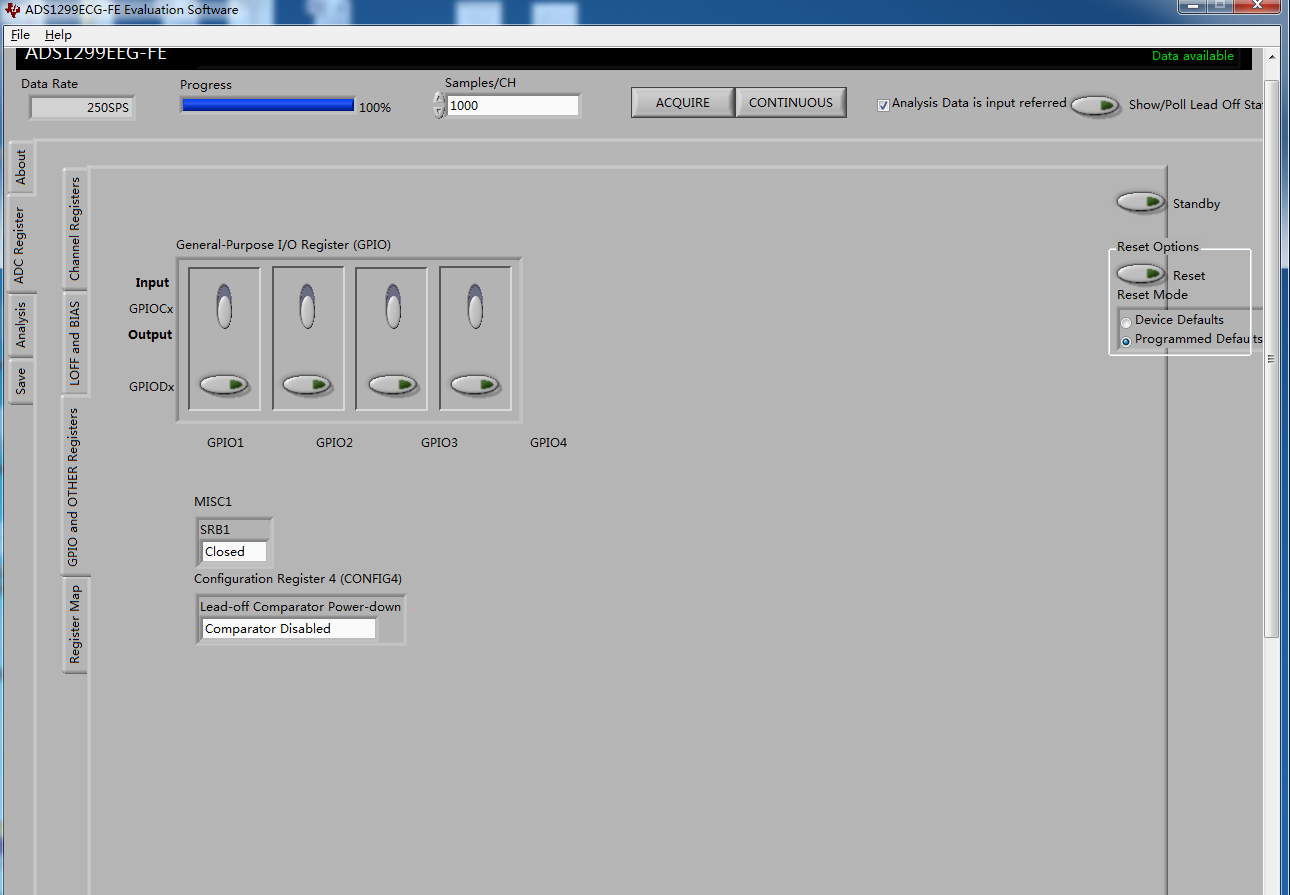 ADS1299ECG-FE Evaluation Software
File Help
ADS1299EEG-FE
Data available
Data Rate
250SPS
Progress
100%
Samples/CH
1000
ACQUIRE
CONTINUOUS
Analysis Data is input referred
Show/Poll Lead Off Sta
About
ADC Register
Analysis
Save
Channel Registers
LOFF and BIAS
GPIO and OTHER Registers
Register Map
General-Purpose I/O Register (GPIO)
Input
GPIOCx
Output
GPIODx
GPIO1 GPIO2 GPIO3 GPIO4
MISC1
SRB1
Closed
Configuration Register 4 (CONFIG4)
Lead-off Comparator Power-down
Comparator Disabled
Standby
Reset Options
Reset
Reset Mode
Device Defaults
Programmed Defaults